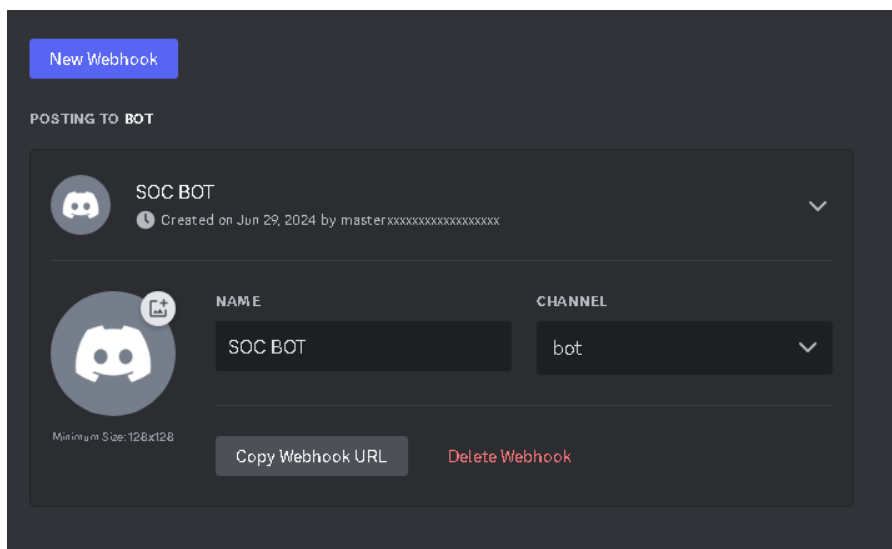 New Webhook
POSTING TO BOT
SOC BOT
Created on Jun 29, 2024 by masterxxxxxxxxxxxxxxxxxx
NAME
CHANNEL
SOC BOT
bot
Minimum Size: 128x128
Copy Webhook URL
Delete Webhook